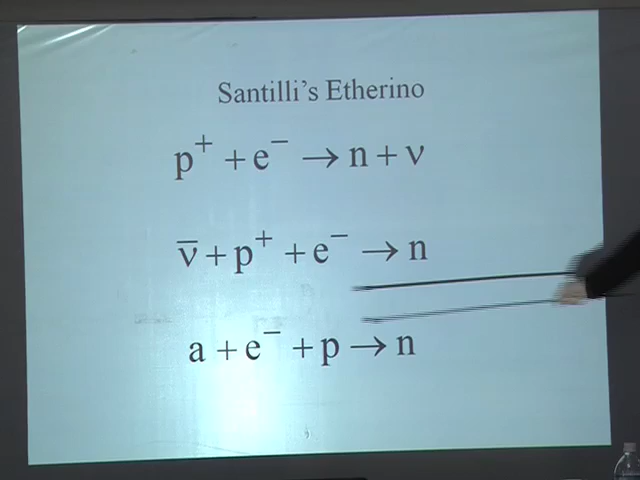 Santilli's Etherino
p⁺ + e⁻ → n + ν
ν̅ + p⁺ + e⁻ → n
a + e⁻ + p → n